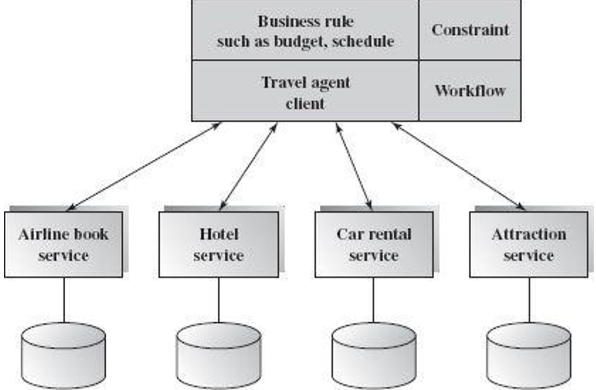 Business rule
such as budget, schedule
Constraint
Travel agent
client
Workflow
Airline book
service
Hotel
service
Car rental
service
Attraction
service